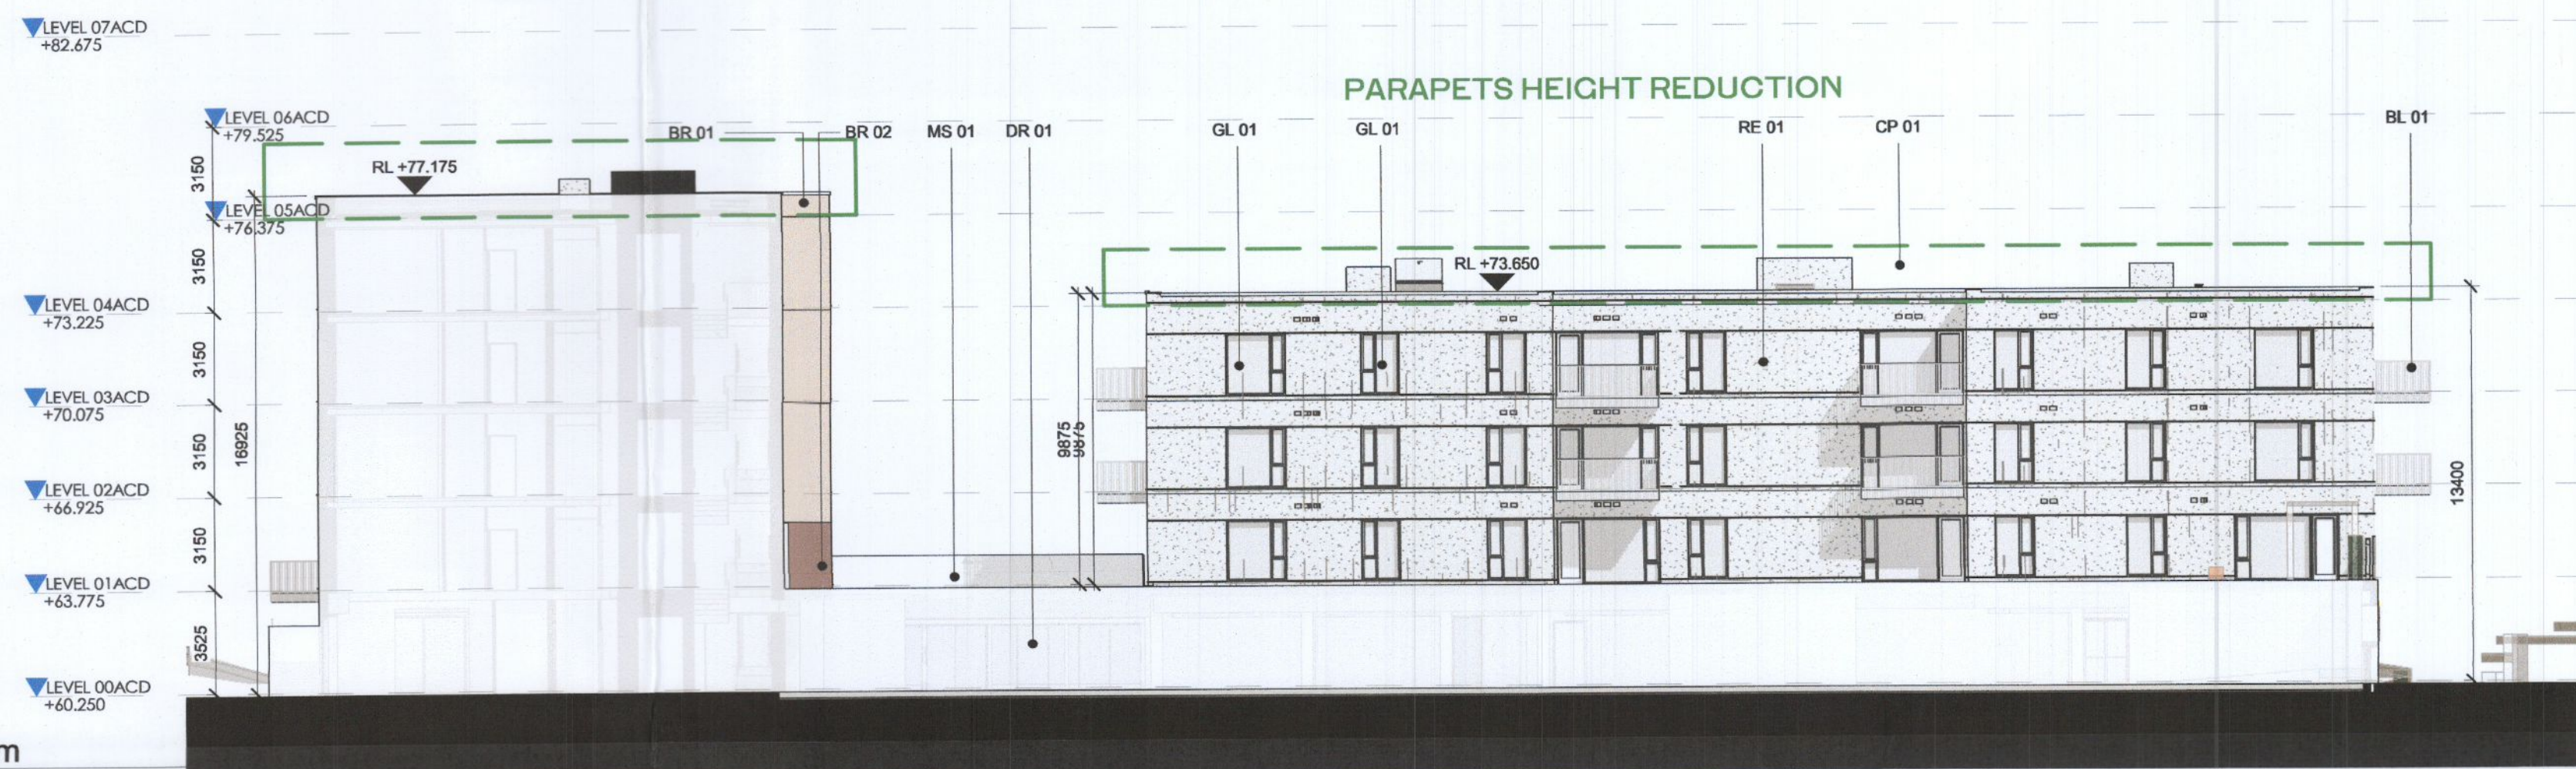 LEVEL 07ACD
+82.675
PARAPETS HEIGHT REDUCTION
LEVEL 06ACD
+79.525
BR 01
BR 02
MS 01
DR 01
GL 01
GL 01
RE 01
CP 01
BL 01
3150
RL +77.175
LEVEL 05ACD
+76.375
3150
RL +73.650
LEVEL 04ACD
+73.225
3150
LEVEL 03ACD
+70.075
3150
16925
9875
9875
13400
LEVEL 02ACD
+66.925
3150
LEVEL 01ACD
+63.775
3525
LEVEL 00ACD
+60.250
m